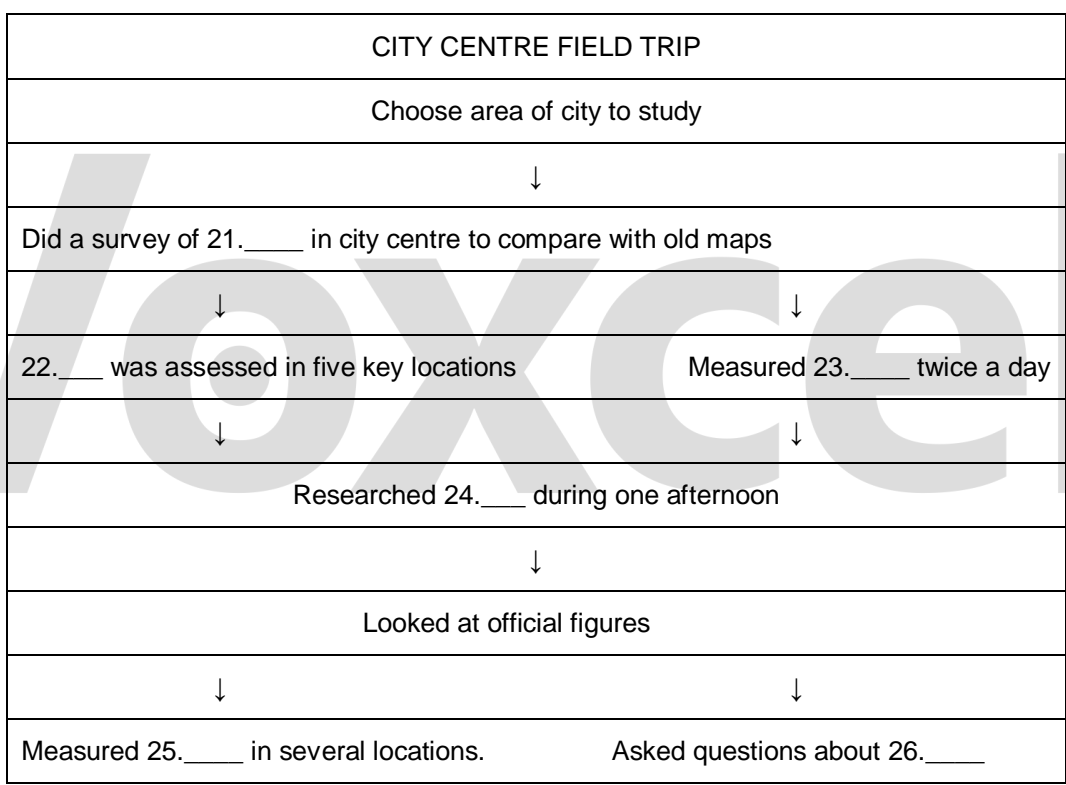 CITY CENTRE FIELD TRIP
Choose area of city to study
↓
Did a survey of 21.____ in city centre to compare with old maps
↓ ↓
22.___ was assessed in five key locations Measured 23.____ twice a day
↓ ↓
Researched 24.___ during one afternoon
↓
Looked at official figures
↓ ↓
Measured 25.____ in several locations. Asked questions about 26.____